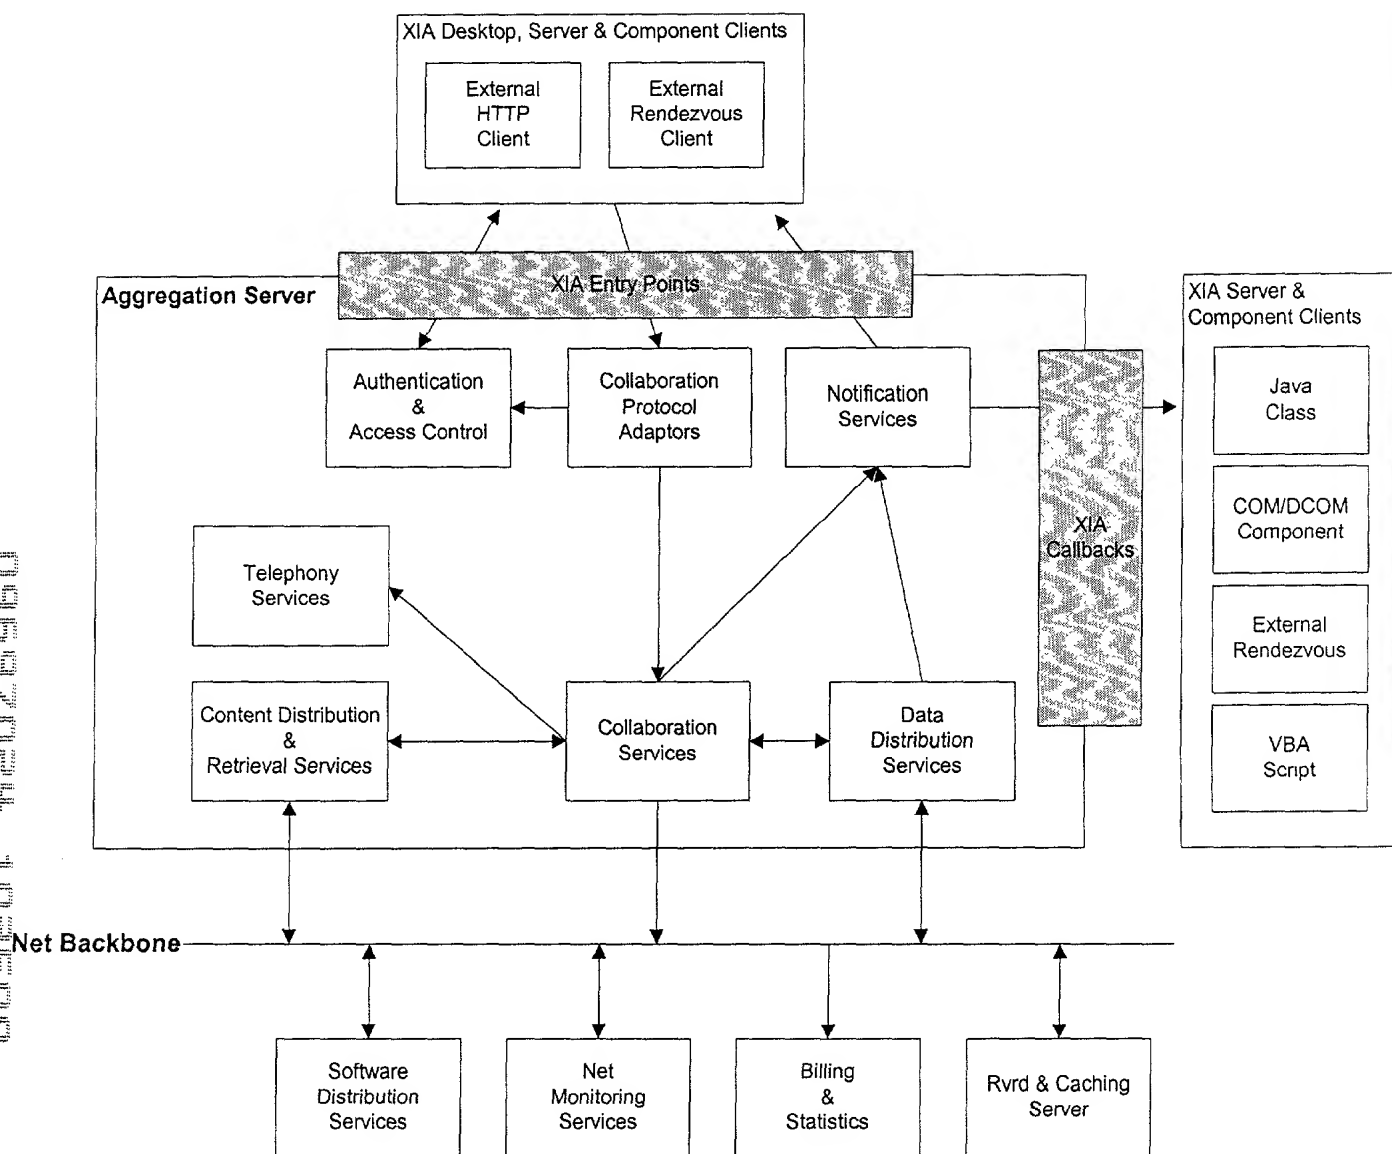 XIA Desktop, Server & Component Clients
External
HTTP
Client
External
Rendezvous
Client
XIA Entry Points
Aggregation Server
XIA Server &
Component Clients
Authentication
&
Access Control
Collaboration
Protocol
Adaptors
Notification
Services
Java
Class
COM/DCOM
Component
XIA
Callbacks
Telephony
Services
External
Rendezvous
Content Distribution
&
Retrieval Services
Collaboration
Services
Data
Distribution
Services
VBA
Script
Net Backbone
Software
Distribution
Services
Net
Monitoring
Services
Billing
&
Statistics
Rvrd & Caching
Server